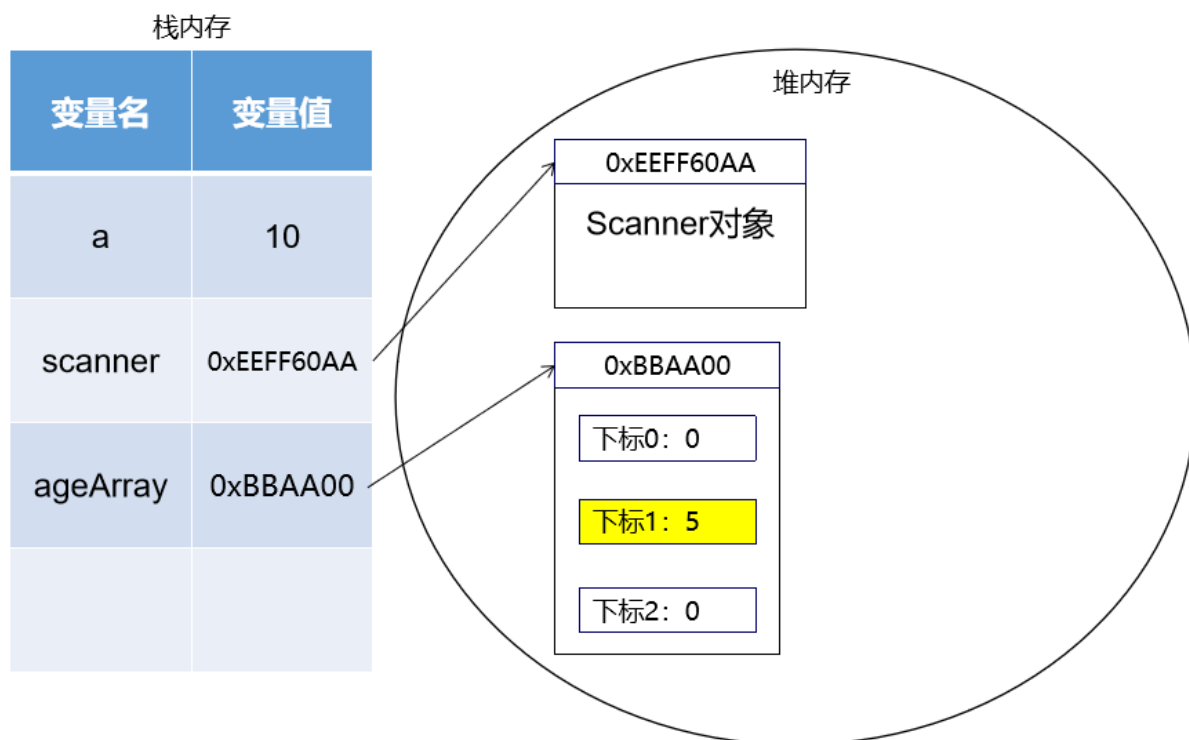 栈内存
变量名 变量值
a 10
scanner 0xEEFF60AA
ageArray 0xBBAA00
堆内存
0xEEFF60AA
Scanner对象
0xBBAA00
下标0：0
下标1：5
下标2：0